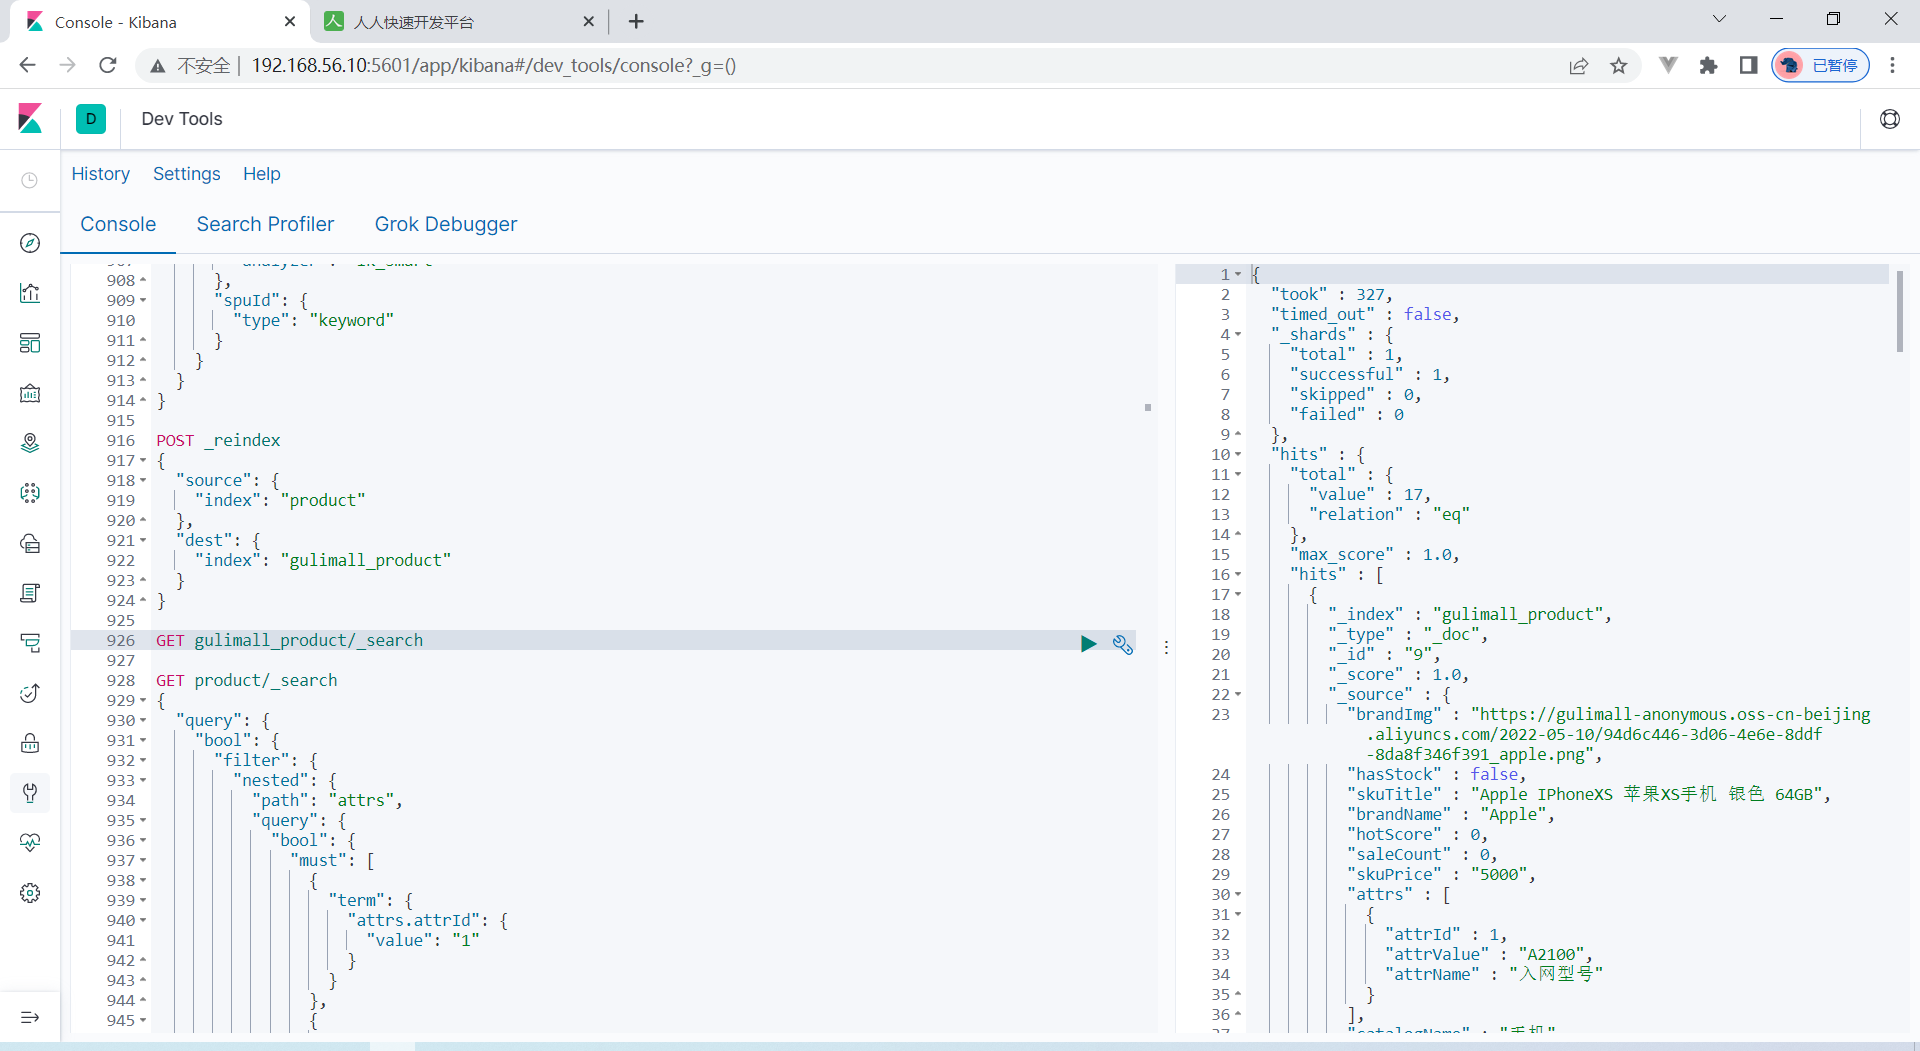 Console - Kibana
人人快速开发平台
不安全 192.168.56.10:5601/app/kibana#/dev_tools/console?_g=()
已暂停
D
Dev Tools
History Settings Help
Console Search Profiler Grok Debugger
908 },
909 "spuId": {
910 "type": "keyword"
911 }
912 }
913 }
914 }
915
916 POST _reindex
917 {
918 "source": {
919 "index": "product"
920 },
921 "dest": {
922 "index": "gulimall_product"
923 }
924 }
925
926 GET gulimall_product/_search
927
928 GET product/_search
929 {
930 "query": {
931 "bool": {
932 "filter": {
933 "nested": {
934 "path": "attrs",
935 "query": {
936 "bool": {
937 "must": [
938 {
939 "term": {
940 "attrs.attrId": {
941 "value": "1"
942 }
943 }
944 },
945 {
1 {
2 "took" : 327,
3 "timed_out" : false,
4 "_shards" : {
5 "total" : 1,
6 "successful" : 1,
7 "skipped" : 0,
8 "failed" : 0
9 },
10 "hits" : {
11 "total" : {
12 "value" : 17,
13 "relation" : "eq"
14 },
15 "max_score" : 1.0,
16 "hits" : [
17 {
18 "_index" : "gulimall_product",
19 "_type" : "_doc",
20 "_id" : "9",
21 "_score" : 1.0,
22 "_source" : {
23 "brandImg" : "https://gulimall-anonymous.oss-cn-beijing
.aliyuncs.com/2022-05-10/94d6c446-3d06-4e6e-8ddf
-8da8f346f391_apple.png",
24 "hasStock" : false,
25 "skuTitle" : "Apple IPhoneXS 苹果XS手机 银色 64GB",
26 "brandName" : "Apple",
27 "hotScore" : 0,
28 "saleCount" : 0,
29 "skuPrice" : "5000",
30 "attrs" : [
31 {
32 "attrId" : 1,
33 "attrValue" : "A2100",
34 "attrName" : "入网型号"
35 }
36 ],
37 "catalogName" : "手机"